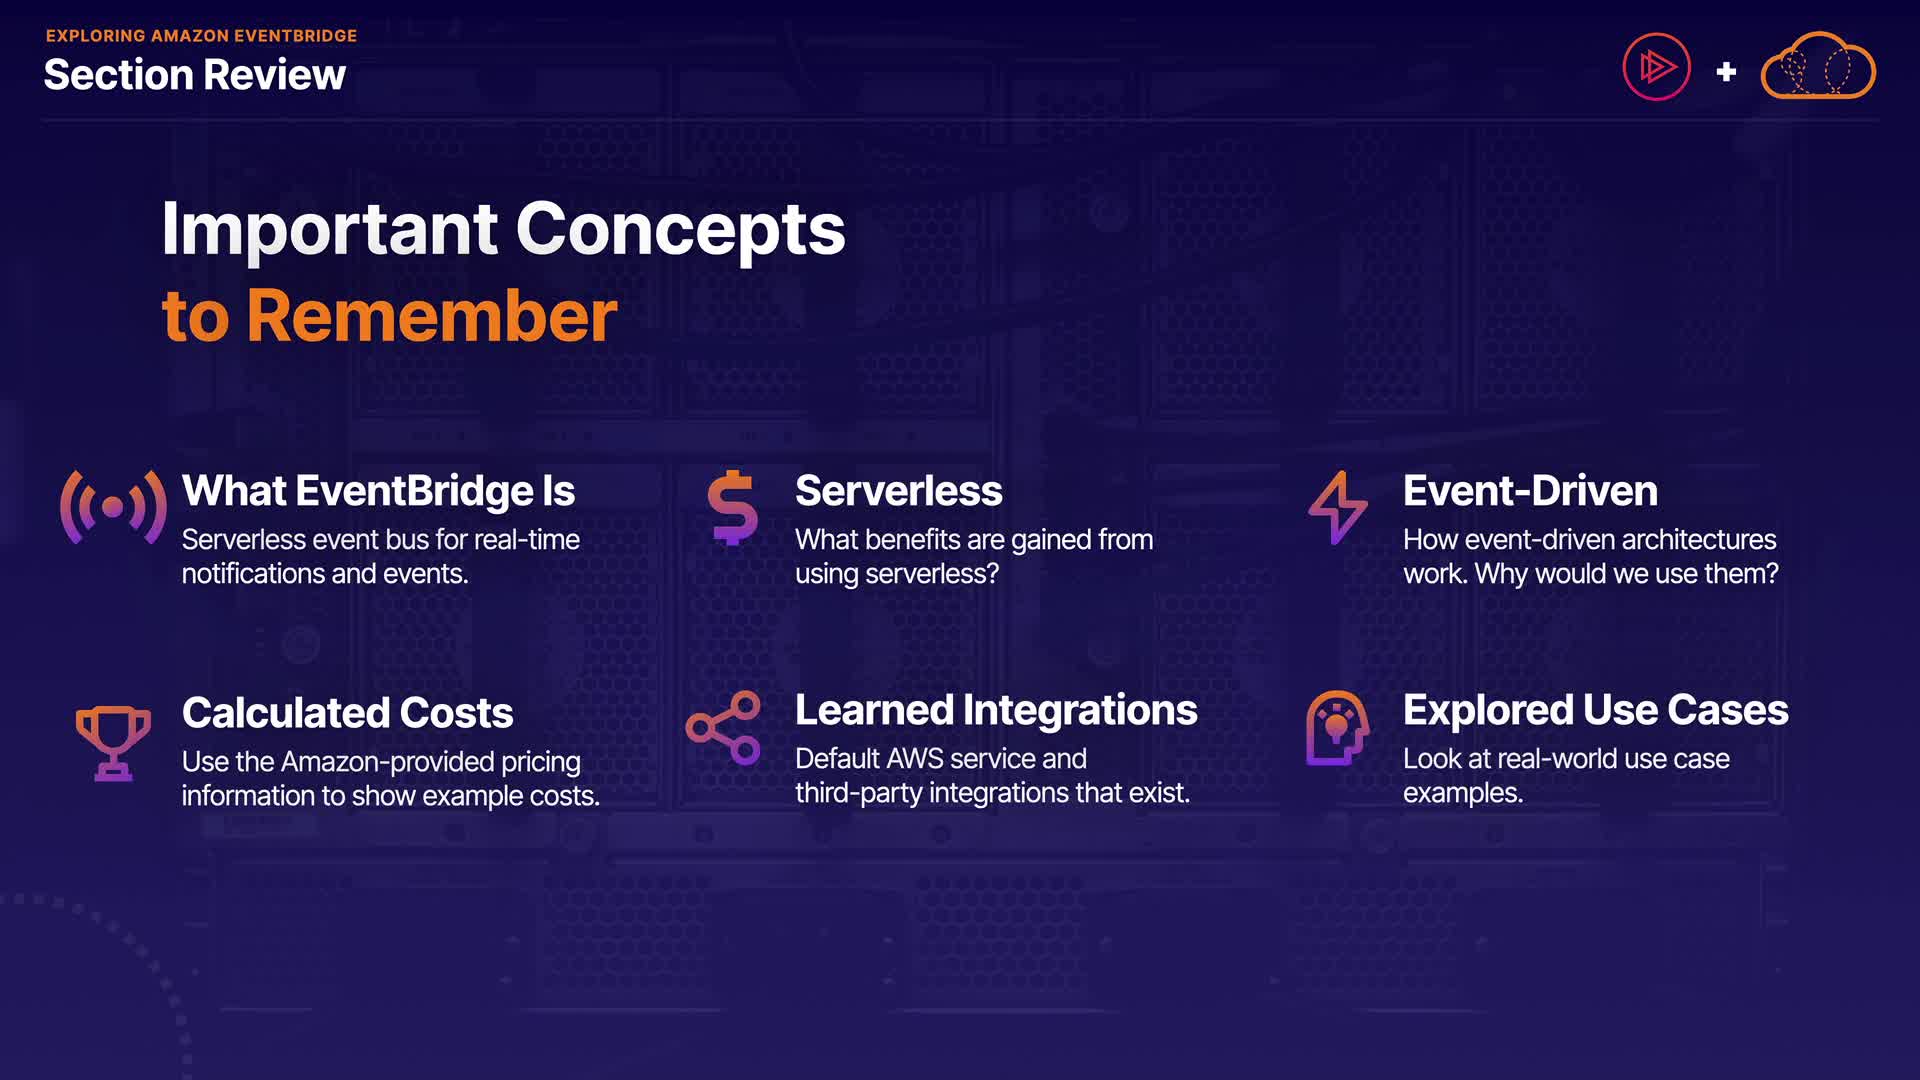 EXPLORING AMAZON EVENTBRIDGE
Section Review
Important Concepts
to Remember
What EventBridge Is
Serverless event bus for real-time
notifications and events.
Serverless
What benefits are gained from
using serverless?
Event-Driven
How event-driven architectures
work. Why would we use them?
Calculated Costs
Use the Amazon-provided pricing
information to show example costs.
Learned Integrations
Default AWS service and
third-party integrations that exist.
Explored Use Cases
Look at real-world use case
examples.